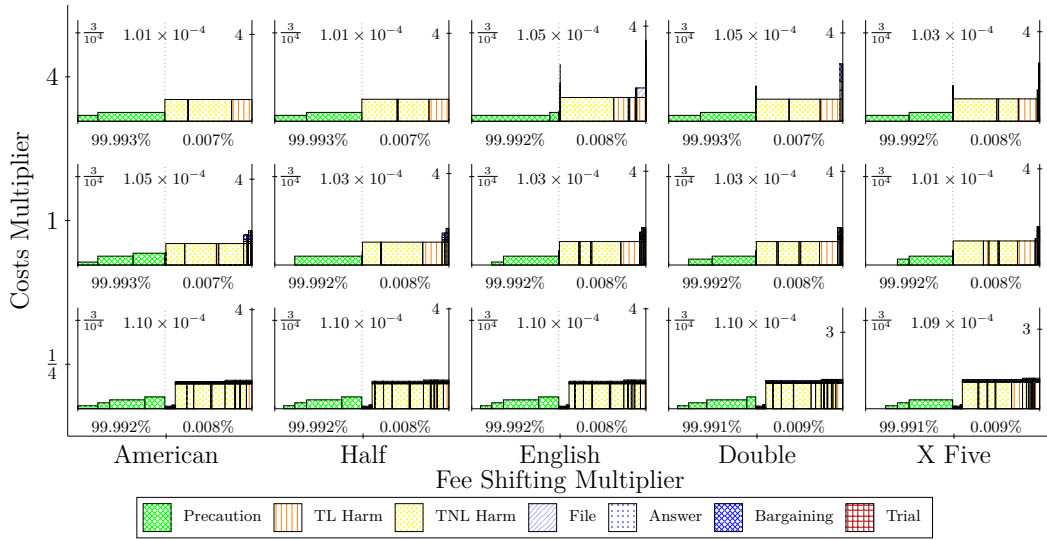 3/10^4 1.01 × 10^-4 4 3/10^4 1.01 × 10^-4 4 3/10^4 1.05 × 10^-4 4 3/10^4 1.05 × 10^-4 4 3/10^4 1.03 × 10^-4 4
4
99.993% 0.007% 99.993% 0.007% 99.992% 0.008% 99.993% 0.007% 99.992% 0.008%
3/10^4 1.05 × 10^-4 4 3/10^4 1.03 × 10^-4 4 3/10^4 1.03 × 10^-4 4 3/10^4 1.03 × 10^-4 4 3/10^4 1.01 × 10^-4 4
1
99.993% 0.007% 99.992% 0.008% 99.992% 0.008% 99.992% 0.008% 99.992% 0.008%
3/10^4 1.10 × 10^-4 4 3/10^4 1.10 × 10^-4 4 3/10^4 1.10 × 10^-4 4 3/10^4 1.10 × 10^-4 3 3/10^4 1.09 × 10^-4 3
1/4
99.992% 0.008% 99.992% 0.008% 99.992% 0.008% 99.991% 0.009% 99.991% 0.009%
Costs Multiplier
American Half English Double X Five
Fee Shifting Multiplier
Precaution TL Harm TNL Harm File Answer Bargaining Trial